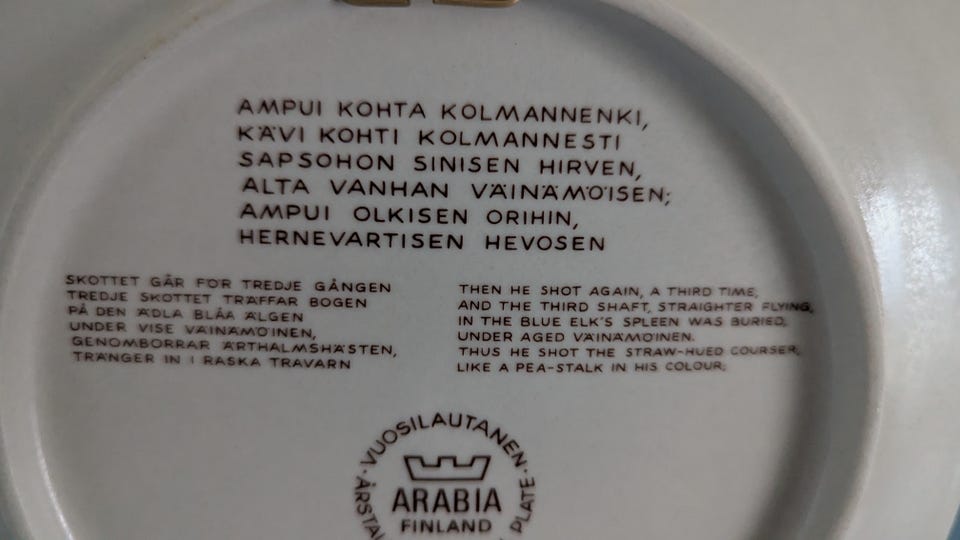 AMPUI KOHTA KOLMANNENKI,
KÄVI KOHTI KOLMANNESTI
SAPSOHON SINISEN HIRVEN,
ALTA VANHAN VÄINÄMÖISEN;
AMPUI OLKISEN ORIHIN,
HERNEVARTISEN HEVOSEN
SKOTTET GÅR FÖR TREDJE GÅNGEN
TREDJE SKOTTET TRÄFFAR BOGEN
PÅ DEN ÄDLA BLÅA ÄLGEN
UNDER VISE VÄINÄMÖINEN,
GENOMBORRAR ÄRTHALMSHÄSTEN,
TRÄNGER IN I RASKA TRAVARN
THEN HE SHOT AGAIN, A THIRD TIME,
AND THE THIRD SHAFT, STRAIGHTER FLYING,
IN THE BLUE ELK'S SPLEEN WAS BURIED,
UNDER AGED VÄINÄMÖINEN.
THUS HE SHOT THE STRAW-HUED COURSER,
LIKE A PEA-STALK IN HIS COLOUR;
·VUOSILAUTANEN·
ARABIA
FINLAND
PLATE·